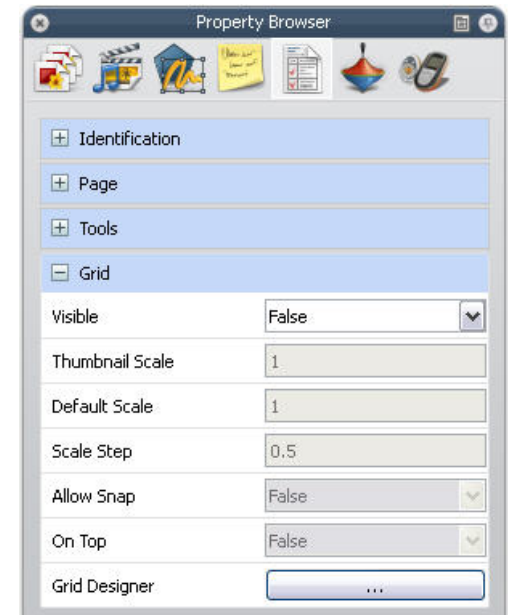 Property Browser
Identification
Page
Tools
Grid
Visible False
Thumbnail Scale 1
Default Scale 1
Scale Step 0.5
Allow Snap False
On Top False
Grid Designer ...